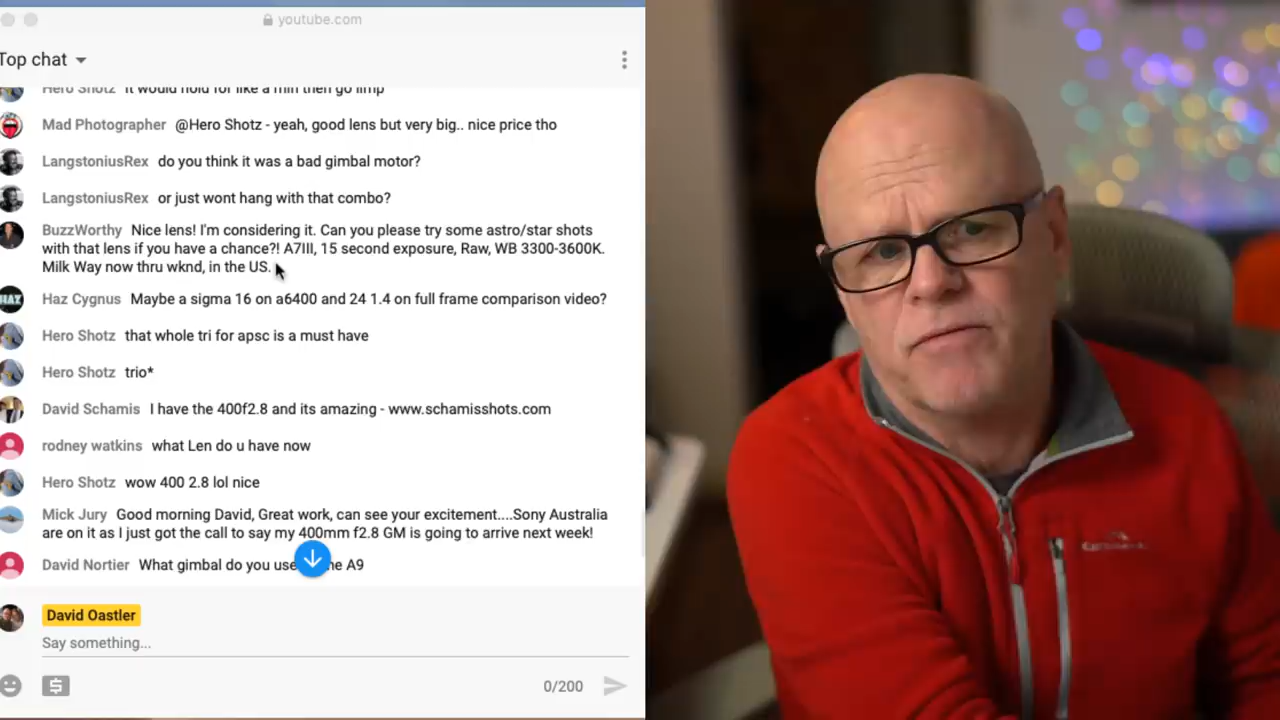 youtube.com
Top chat
Hero Shotz it would hold for like a min then go limp
Mad Photographer @Hero Shotz - yeah, good lens but very big.. nice price tho
LangstoniusRex do you think it was a bad gimbal motor?
LangstoniusRex or just wont hang with that combo?
BuzzWorthy Nice lens! I'm considering it. Can you please try some astro/star shots
with that lens if you have a chance?! A7III, 15 second exposure, Raw, WB 3300-3600K.
Milk Way now thru wknd, in the US.
HAZ
Haz Cygnus Maybe a sigma 16 on a6400 and 24 1.4 on full frame comparison video?
Hero Shotz that whole tri for apsc is a must have
Hero Shotz trio*
David Schamis I have the 400f2.8 and its amazing - www.schamisshots.com
rodney watkins what Len do u have now
Hero Shotz wow 400 2.8 lol nice
Mick Jury Good morning David, Great work, can see your excitement....Sony Australia
are on it as I just got the call to say my 400mm f2.8 GM is going to arrive next week!
David Nortier What gimbal do you use A9
David Oastler
Say something...
0/200